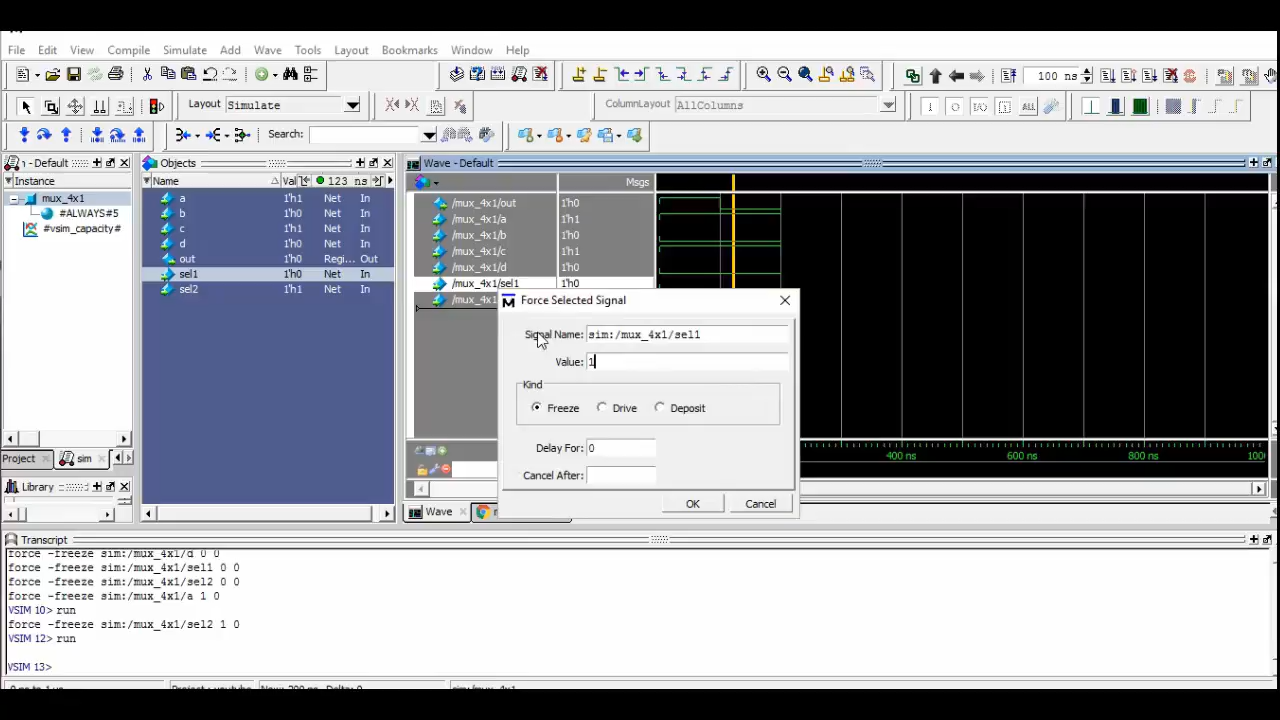 File Edit View Compile Simulate Add Wave Tools Layout Bookmarks Window Help
100 ns
Layout Simulate ColumnLayout AllColumns
Search:
- Default Objects Wave - Default
Instance Name Val 123 ns Msgs
mux_4x1
#ALWAYS#5
#vsim_capacity#
a 1'h1 Net In
b 1'h0 Net In
c 1'h1 Net In
d 1'h0 Net In
out 1'h0 Regi... Out
sel1 1'h0 Net In
sel2 1'h1 Net In
/mux_4x1/out 1'h0
/mux_4x1/a 1'h1
/mux_4x1/b 1'h0
/mux_4x1/c 1'h1
/mux_4x1/d 1'h0
/mux_4x1/sel1 1'h0
/mux_4x1
Force Selected Signal
Signal Name: sim:/mux_4x1/sel1
Value: 1
Kind
Freeze Drive Deposit
Delay For: 0
Cancel After:
OK Cancel
400 ns 600 ns 800 ns 1000
Project sim
Library
Wave
Transcript
force -freeze sim:/mux_4x1/d 0 0
force -freeze sim:/mux_4x1/sel1 0 0
force -freeze sim:/mux_4x1/sel2 0 0
force -freeze sim:/mux_4x1/a 1 0
VSIM 10> run
force -freeze sim:/mux_4x1/sel2 1 0
VSIM 12> run
VSIM 13>